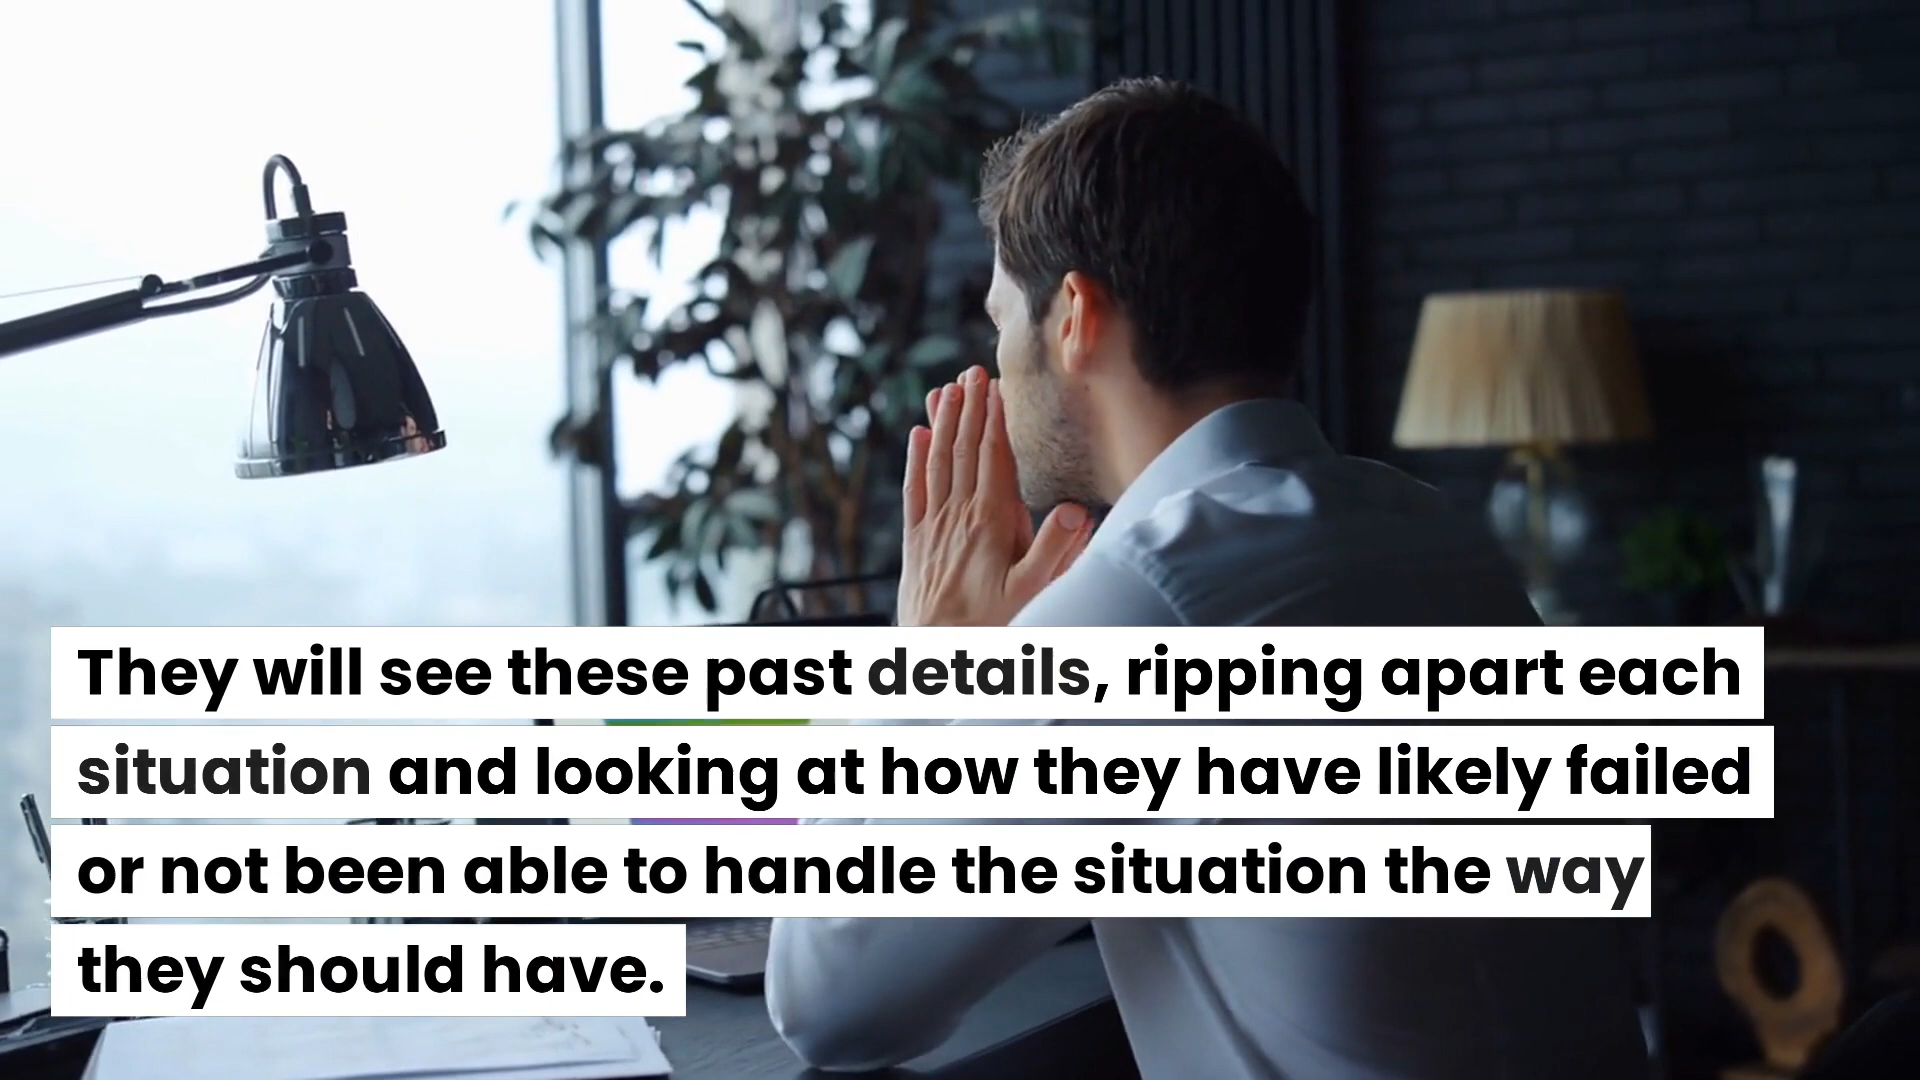 They will see these past details, ripping apart each
situation and looking at how they have likely failed
or not been able to handle the situation the way
they should have.